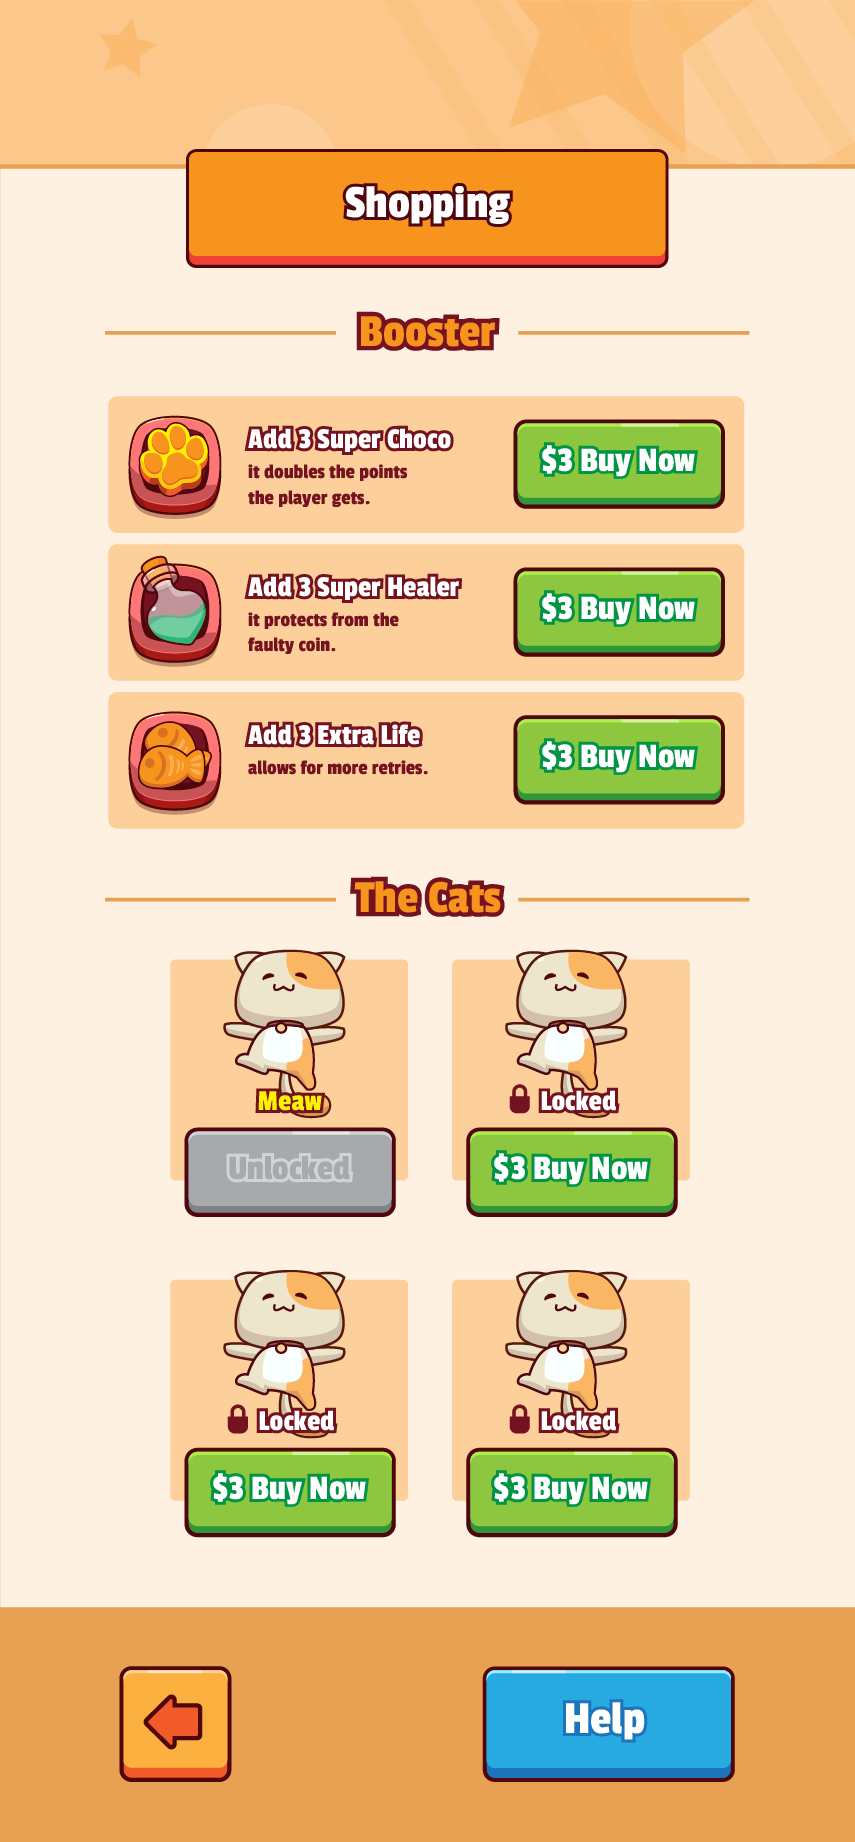 Shopping
Booster
Add 3 Super Choco
it doubles the points
the player gets.
$3 Buy Now
Add 3 Super Healer
it protects from the
faulty coin.
$3 Buy Now
Add 3 Extra Life
allows for more retries.
$3 Buy Now
The Cats
Meaw
Unlocked
Locked
$3 Buy Now
Locked
$3 Buy Now
Locked
$3 Buy Now
Help